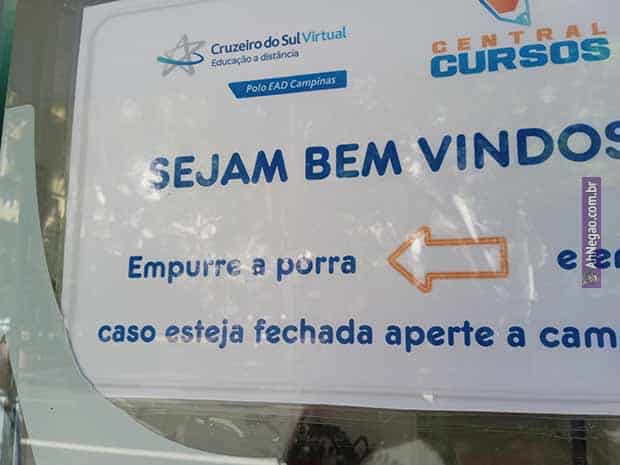 Cruzeiro do Sul Virtual
Educação a distância
Polo EAD Campinas
CENTRAL
CURSOS
SEJAM BEM VINDOS
Empurre a porra
caso esteja fechada aperte a cam
AhNegao.com.br